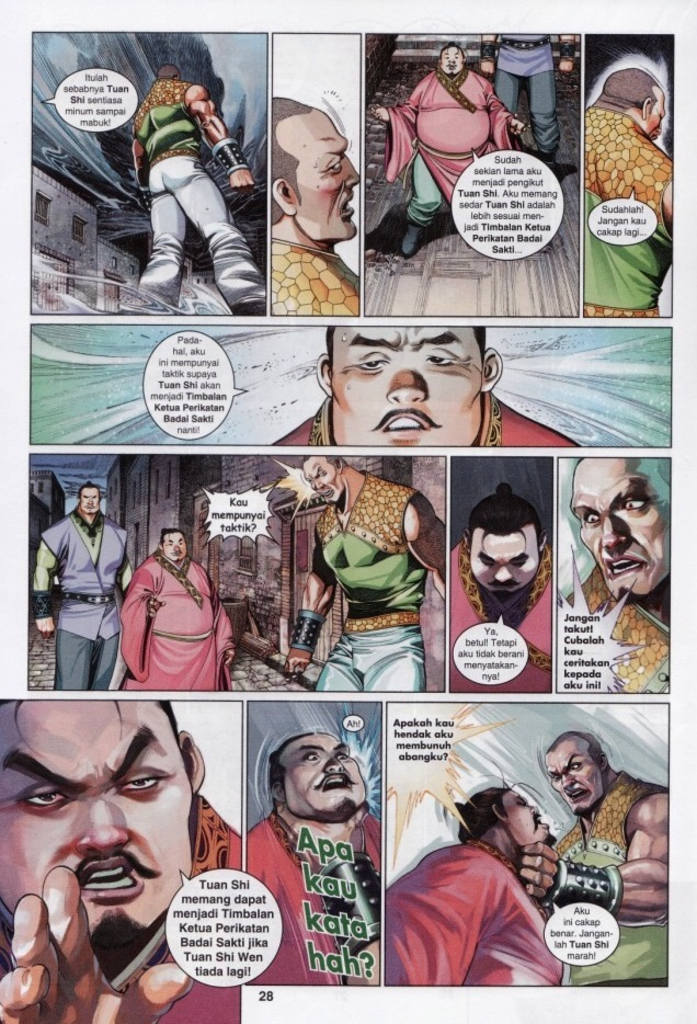 Itulah
sebabnya Tuan
Shi sentiasa
minum sampai
mabuk!
Sudah
sekian lama aku
menjadi pengikut
Tuan Shi. Aku memang
sedar Tuan Shi adalah
lebih sesuai men-
jadi Timbalan Ketua
Perikatan Badai
Sakti...
Sudahlah!
Jangan kau
cakap lagi...
Pada-
hal, aku
ini mempunyai
taktik supaya
Tuan Shi akan
menjadi Timbalan
Ketua Perikatan
Badai Sakti
nanti!
Kau
mempunyai
taktik?
Ya,
betul! Tetapi
aku tidak berani
menyatakan-
nya!
Jangan
takut!
Cubalah
kau
ceritakan
kepada
aku ini!
Tuan Shi
memang dapat
menjadi Timbalan
Ketua Perikatan
Badai Sakti jika
Tuan Shi Wen
tiada lagi!
Ah!
Apa
kau
kata
hah?
Apakah kau
hendak aku
membunuh
abangku?
Aku
ini cakap
benar. Jangan-
lah Tuan Shi
marah!
28